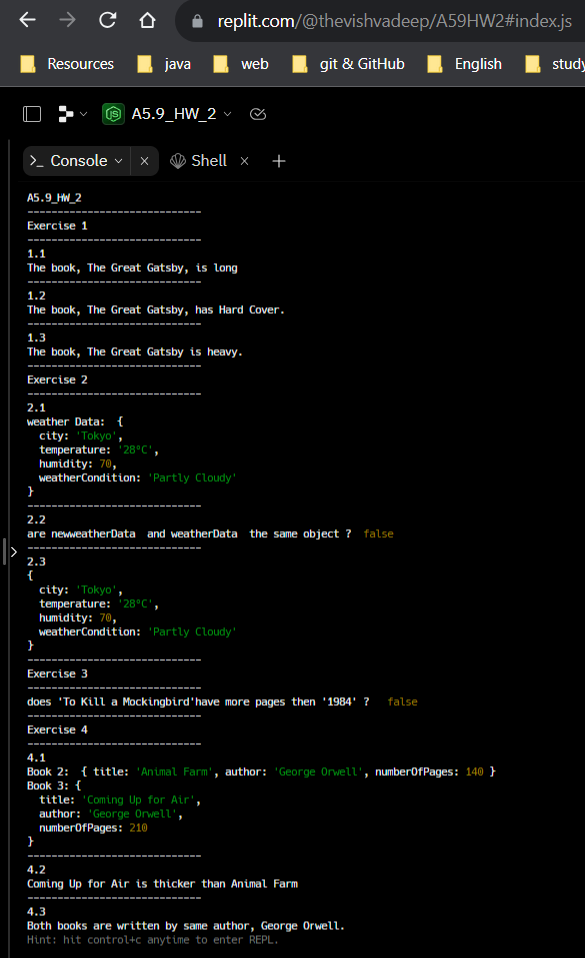 replit.com/@thevishvadeep/A59HW2#index.js
Resources java web git & GitHub English study
JS A5.9_HW_2
>_ Console × Shell × +
A5.9_HW_2
-----------------------------
Exercise 1
-----------------------------
1.1
The book, The Great Gatsby, is long
-----------------------------
1.2
The book, The Great Gatsby, has Hard Cover.
-----------------------------
1.3
The book, The Great Gatsby is heavy.
-----------------------------
Exercise 2
-----------------------------
2.1
weather Data:  {
  city: 'Tokyo',
  temperature: '28°C',
  humidity: 70,
  weatherCondition: 'Partly Cloudy'
}
-----------------------------
2.2
are newweatherData  and weatherData  the same object ?  false
-----------------------------
2.3
{
  city: 'Tokyo',
  temperature: '28°C',
  humidity: 70,
  weatherCondition: 'Partly Cloudy'
}
-----------------------------
Exercise 3
-----------------------------
does 'To Kill a Mockingbird'have more pages then '1984' ?   false
-----------------------------
Exercise 4
-----------------------------
4.1
Book 2:  { title: 'Animal Farm', author: 'George Orwell', numberOfPages: 140 }
Book 3: {
  title: 'Coming Up for Air',
  author: 'George Orwell',
  numberOfPages: 210
}
-----------------------------
4.2
Coming Up for Air is thicker than Animal Farm
-----------------------------
4.3
Both books are written by same author, George Orwell.
Hint: hit control+c anytime to enter REPL.